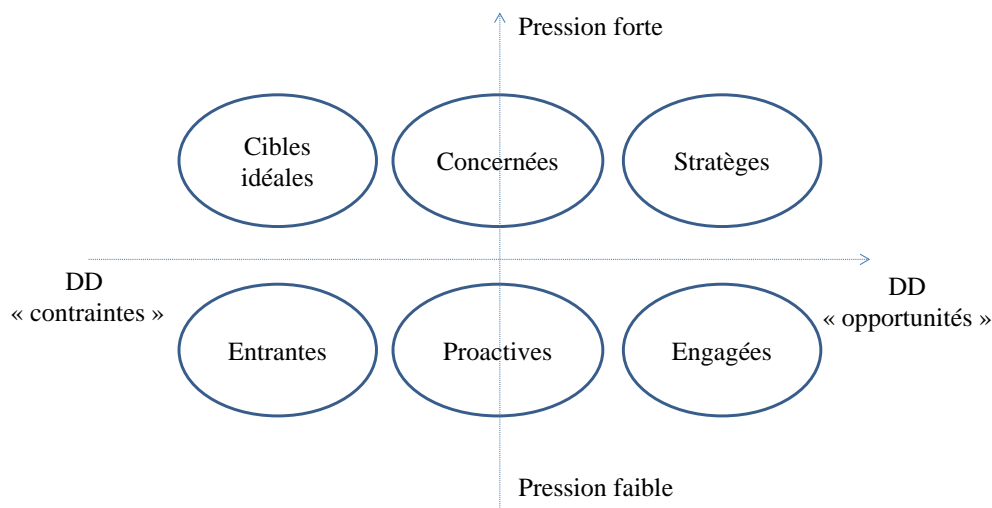 Pression forte
Cibles
idéales
Concernées
Stratèges
DD
« contraintes »
DD
« opportunités »
Entrantes
Proactives
Engagées
Pression faible